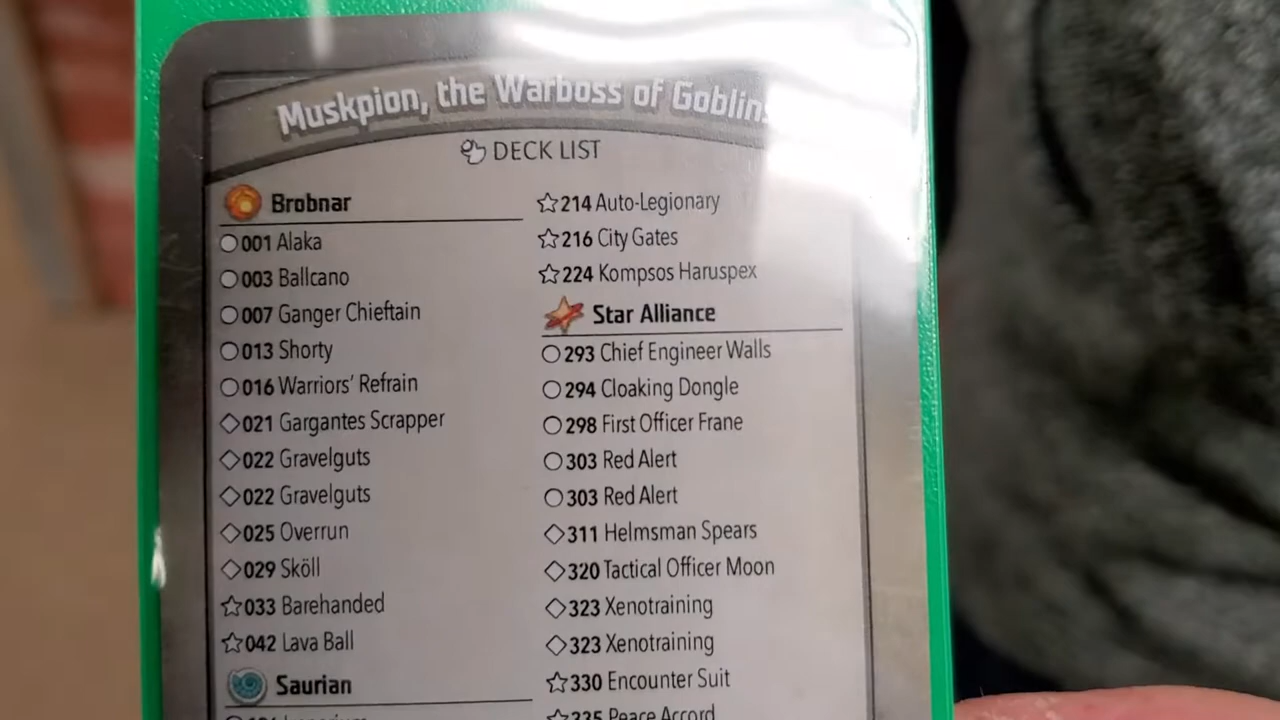 Muskpion, the Warboss of Goblins
DECK LIST
Brobnar
001 Alaka
003 Ballcano
007 Ganger Chieftain
013 Shorty
016 Warriors' Refrain
021 Gargantes Scrapper
022 Gravelguts
022 Gravelguts
025 Overrun
029 Sköll
033 Barehanded
042 Lava Ball
Saurian
214 Auto-Legionary
216 City Gates
224 Kompsos Haruspex
Star Alliance
293 Chief Engineer Walls
294 Cloaking Dongle
298 First Officer Frane
303 Red Alert
303 Red Alert
311 Helmsman Spears
320 Tactical Officer Moon
323 Xenotraining
323 Xenotraining
330 Encounter Suit
335 Peace Accord